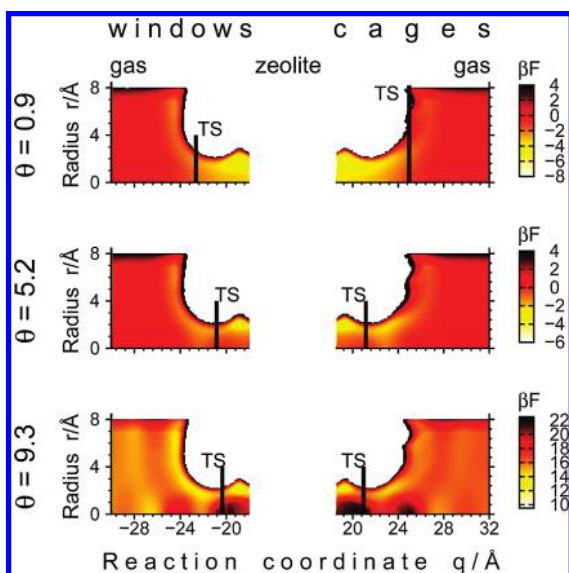 windows cages
gas zeolite gas
θ = 0.9
Radius r/Å
8
4
0
TS
TS
βF
4
2
0
−2
−4
−6
−8
θ = 5.2
Radius r/Å
8
4
0
TS
TS
βF
4
2
0
−2
−4
−6
θ = 9.3
Radius r/Å
8
4
0
TS
TS
βF
22
20
18
16
14
12
10
−28 −24 −20 20 24 28 32
Reaction coordinate q/Å